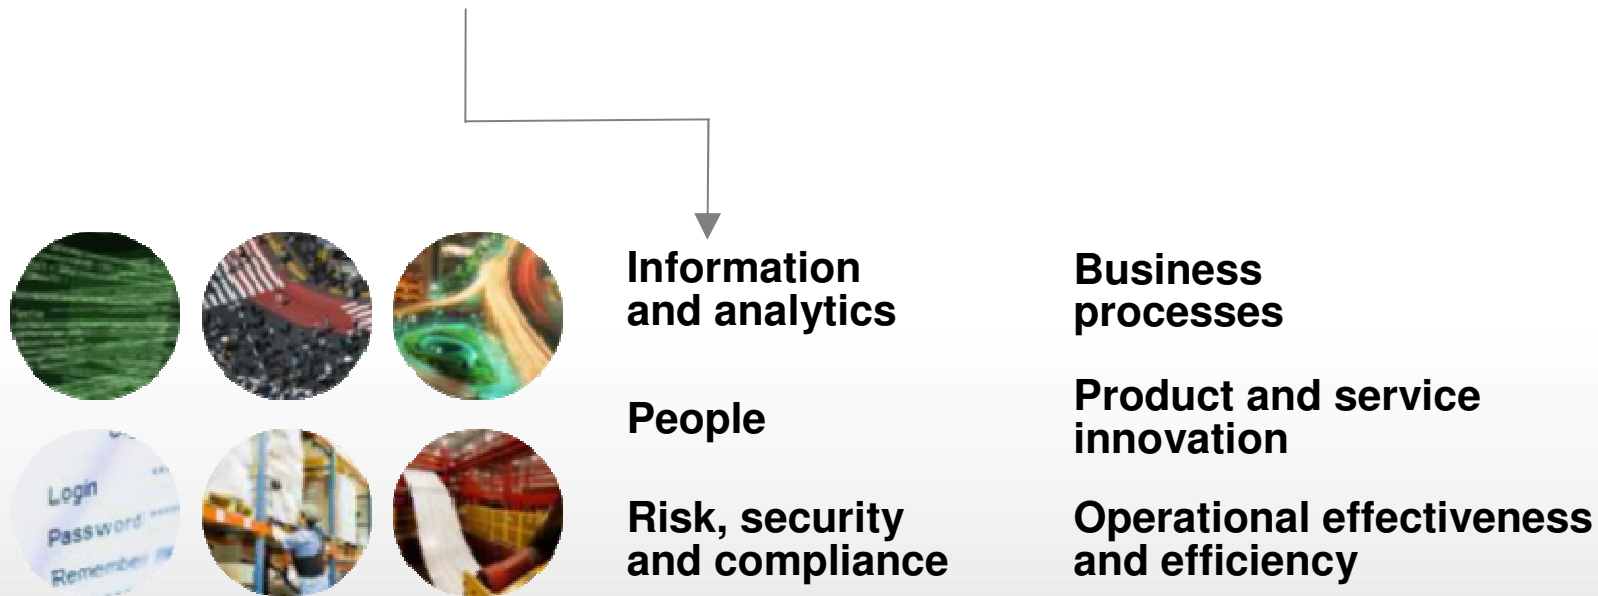 Information
and analytics
Business
processes
People
Product and service
innovation
Risk, security
and compliance
Operational effectiveness
and efficiency
Login
Password
Remember